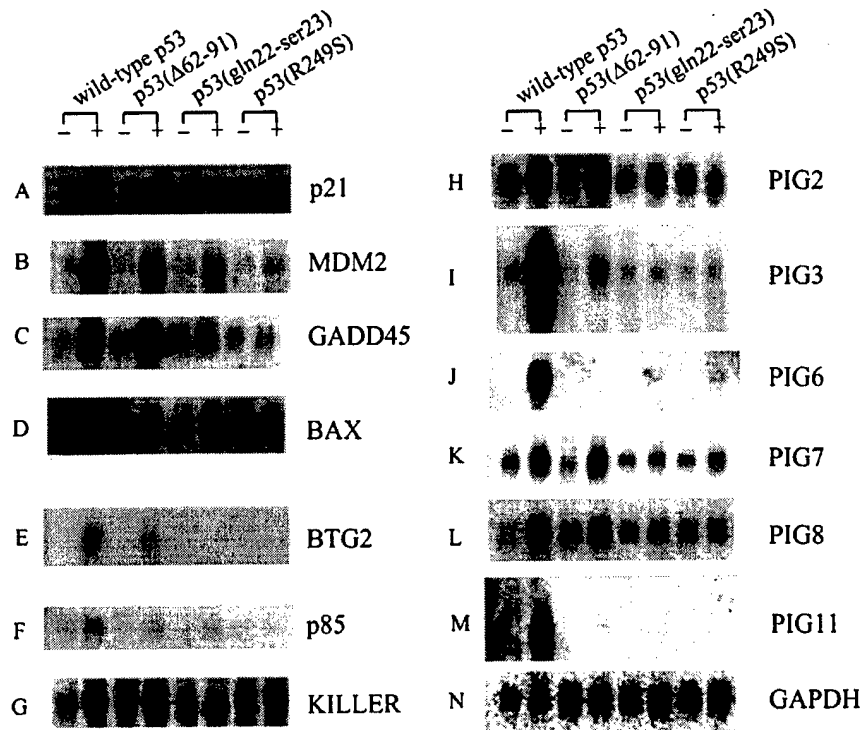 wild-type p53
p53(Δ62-91)
p53(gln22-ser23)
p53(R249S)
− + − + − + − +
A p21
B MDM2
C GADD45
D BAX
E BTG2
F p85
G KILLER
wild-type p53
p53(Δ62-91)
p53(gln22-ser23)
p53(R249S)
− + − + − + − +
H PIG2
I PIG3
J PIG6
K PIG7
L PIG8
M PIG11
N GAPDH